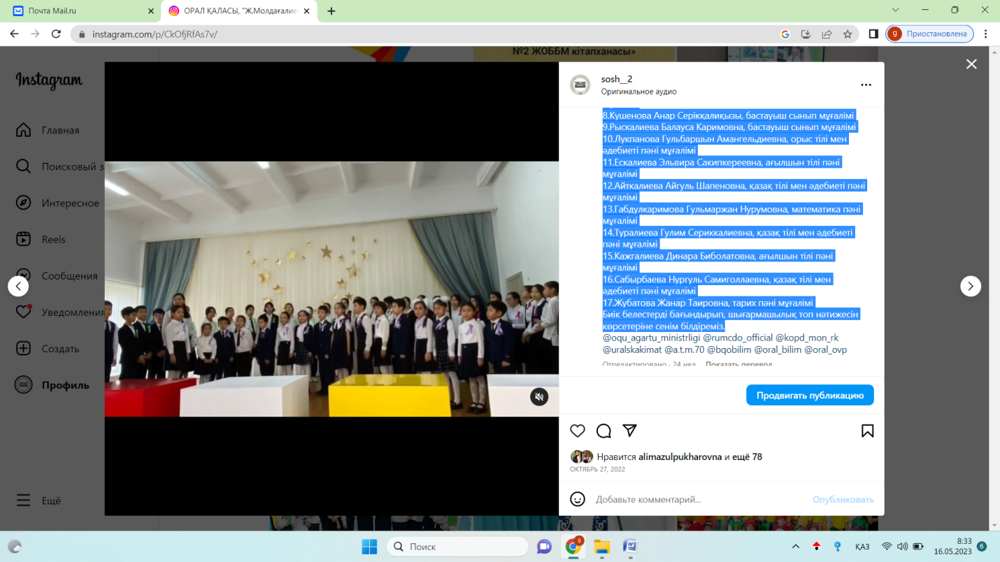 Почта Mail.ru
ОРАЛ ҚАЛАСЫ, "Ж.Молдағалие
instagram.com/p/CkOfjRfAs7v/
g
Приостановлена
№2 ЖОББМ кітапханасы»
Instagram
Главная
Поисковый з
Интересное
Reels
Сообщения
Уведомления
Создать
Профиль
Ещё
sosh__2
Оригинальное аудио
8.Кушенова Анар Серікқалиқызы, бастауыш сынып мұғалімі
9.Рыскалиева Балауса Каримовна, бастауыш сынып мұғалімі
10.Лукпанова Гульбаршын Амангельдиевна, орыс тілі мен
әдебиеті пәні мұғалімі
11.Ескалиева Эльвира Сакипкереевна, ағылшын тілі пәні
мұғалімі
12.Айткалиева Айгуль Шапеновна, қазақ тілі мен әдебиеті пәні
мұғалімі
13.Габдулкаримова Гульмаржан Нурумовна, математика пәні
мұғалімі
14.Туралиева Гулим Сериккалиевна, қазақ тілі мен әдебиеті
пәні мұғалімі
15.Кажгалиева Динара Биболатовна, ағылшын тілі пәні
мұғалімі
16.Сабырбаева Нургуль Самиголлаевна, қазақ тілі мен
әдебиеті пәні мұғалімі
17.Жубатова Жанар Таировна, тарих пәні мұғалімі
Биік белестерді бағындырып, шығармашылық топ нәтижесін
көрсетеріне сенім білдіреміз.
@oqu_agartu_ministrligi @rumcdo_official @kopd_mon_rk
@uralskakimat @a.t.m.70 @bqobilim @oral_bilim @oral_ovp
Отредактировано · 24 нед. Показать перевод
Продвигать публикацию
Нравится alimazulpukharovna и ещё 78
ОКТЯБРЬ 27, 2022
Добавьте комментарий...
Опубликовать
Поиск
g
ҚАЗ
8:33
16.05.2023
6